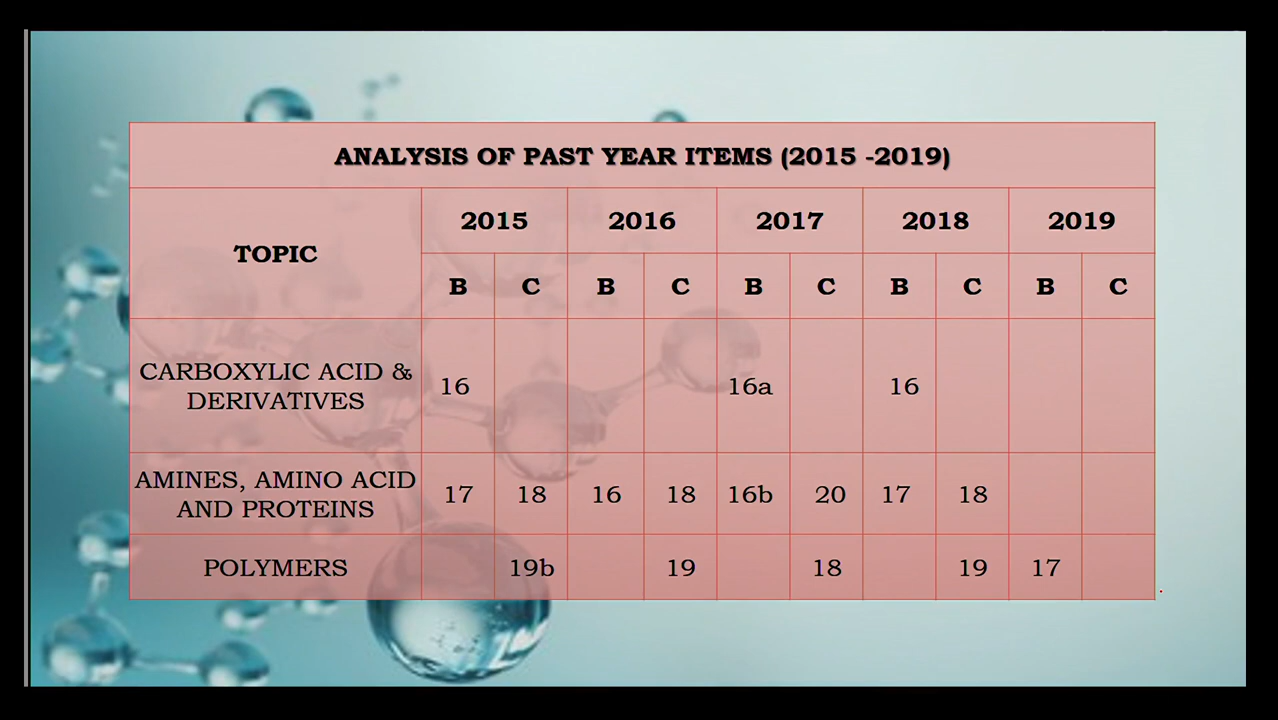 ANALYSIS OF PAST YEAR ITEMS (2015 -2019)
TOPIC 2015 2016 2017 2018 2019
B C B C B C B C B C
CARBOXYLIC ACID &
DERIVATIVES
16 16a 16
AMINES, AMINO ACID
AND PROTEINS
17 18 16 18 16b 20 17 18
POLYMERS 19b 19 18 19 17